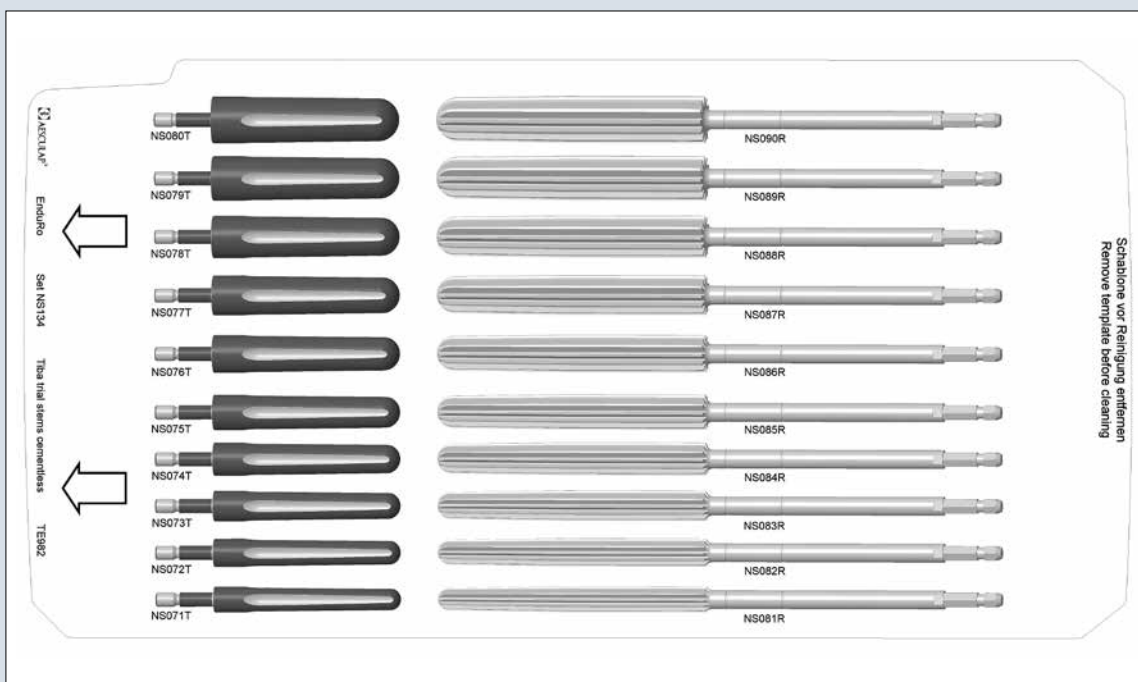 AESCULAP®
EnduRo
Set NS134
Tiba trial stems cementless
TE982
NS080T
NS090R
NS079T
NS089R
NS078T
NS088R
NS077T
NS087R
NS076T
NS086R
NS075T
NS085R
NS074T
NS084R
NS073T
NS083R
NS072T
NS082R
NS071T
NS081R
Schablone vor Reinigung entfernen
Remove template before cleaning